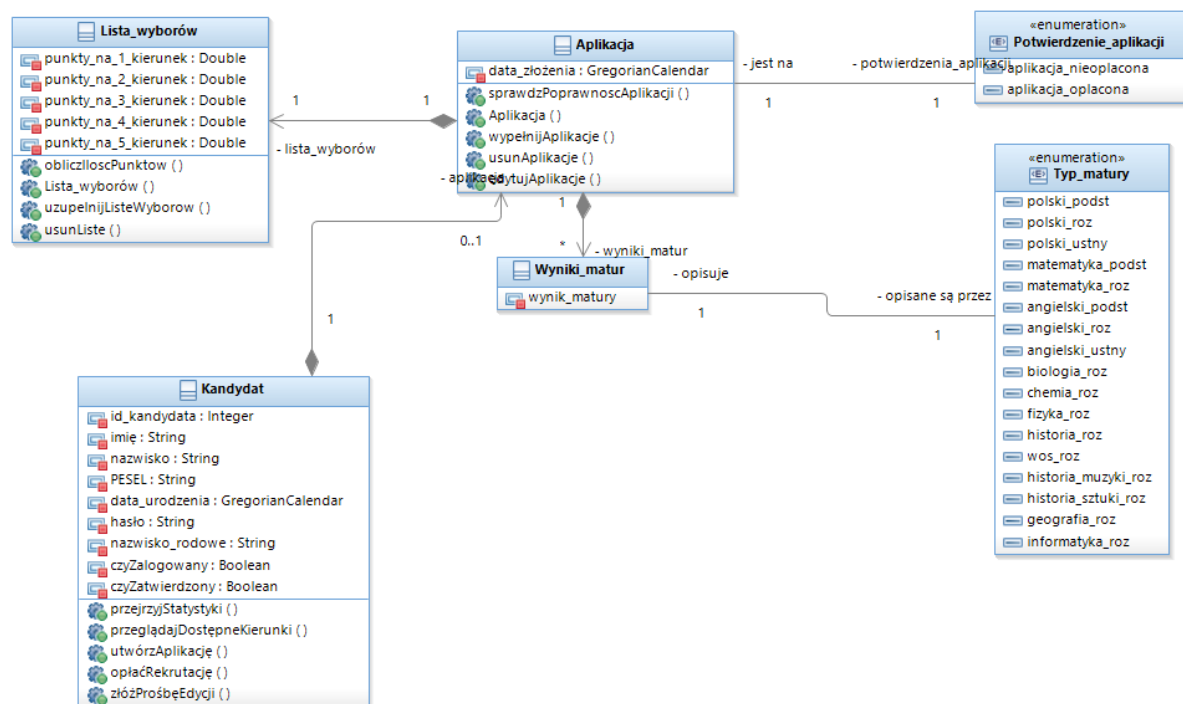 Lista_wyborów
punkty_na_1_kierunek : Double
punkty_na_2_kierunek : Double
punkty_na_3_kierunek : Double
punkty_na_4_kierunek : Double
punkty_na_5_kierunek : Double
obliczIloscPunktow ( )
Lista_wyborów ( )
uzupelnijListeWyborow ( )
usunListe ( )
1
1
- lista_wyborów
Aplikacja
data_złożenia : GregorianCalendar
sprawdzPoprawnoscAplikacji ( )
Aplikacja ( )
wypełnijAplikacje ( )
usunAplikacje ( )
edytujAplikacje ( )
- aplikacja
- jest na
- potwierdzenia_aplikacji
1
1
«enumeration»
Potwierdzenie_aplikacji
aplikacja_nieoplacona
aplikacja_oplacona
«enumeration»
Typ_matury
polski_podst
polski_roz
polski_ustny
matematyka_podst
matematyka_roz
angielski_podst
angielski_roz
angielski_ustny
biologia_roz
chemia_roz
fizyka_roz
historia_roz
wos_roz
historia_muzyki_roz
historia_sztuki_roz
geografia_roz
informatyka_roz
1
0..1
*
- wyniki_matur
Wyniki_matur
wynik_matury
- opisuje
- opisane są przez
1
1
1
Kandydat
id_kandydata : Integer
imię : String
nazwisko : String
PESEL : String
data_urodzenia : GregorianCalendar
hasło : String
nazwisko_rodowe : String
czyZalogowany : Boolean
czyZatwierdzony : Boolean
przejrzyjStatystyki ( )
przeglądajDostępneKierunki ( )
utwórzAplikację ( )
opłaćRekrutację ( )
złóżProśbęEdycji ( )